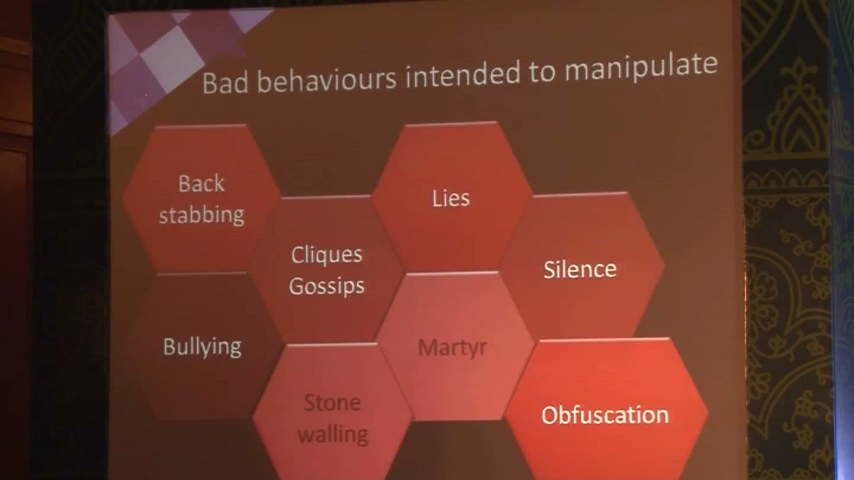 Bad behaviours intended to manipulate
Back
stabbing
Lies
Cliques
Gossips
Silence
Bullying
Martyr
Stone
walling
Obfuscation